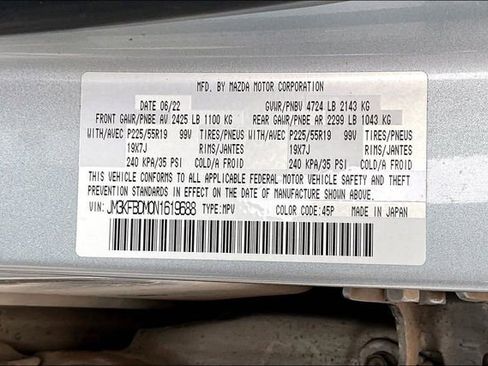 MFD. BY MAZDA MOTOR CORPORATION
DATE 06/22 GVWR/PNBV 4724 LB 2143 KG
FRONT GAWR/PNBE AV 2425 LB 1100 KG REAR GAWR/PNBE AR 2299 LB 1043 KG
WITH/AVEC P225/55R19 99V TIRES/PNEUS WITH/AVEC P225/55R19 99V TIRES/PNEUS
19X7J RIMS/JANTES 19X7J RIMS/JANTES
240 KPA/35 PSI COLD/A FROID 240 KPA/35 PSI COLD/A FROID
THIS VEHICLE CONFORMS TO ALL APPLICABLE FEDERAL MOTOR VEHICLE SAFETY AND THEFT
PREVENTION STANDARDS IN EFFECT ON THE DATE OF MANUFACTURE SHOWN ABOVE.
VIN: JM3KFBDM0N1619688 TYPE:MPV COLOR CODE:45P MADE IN JAPAN